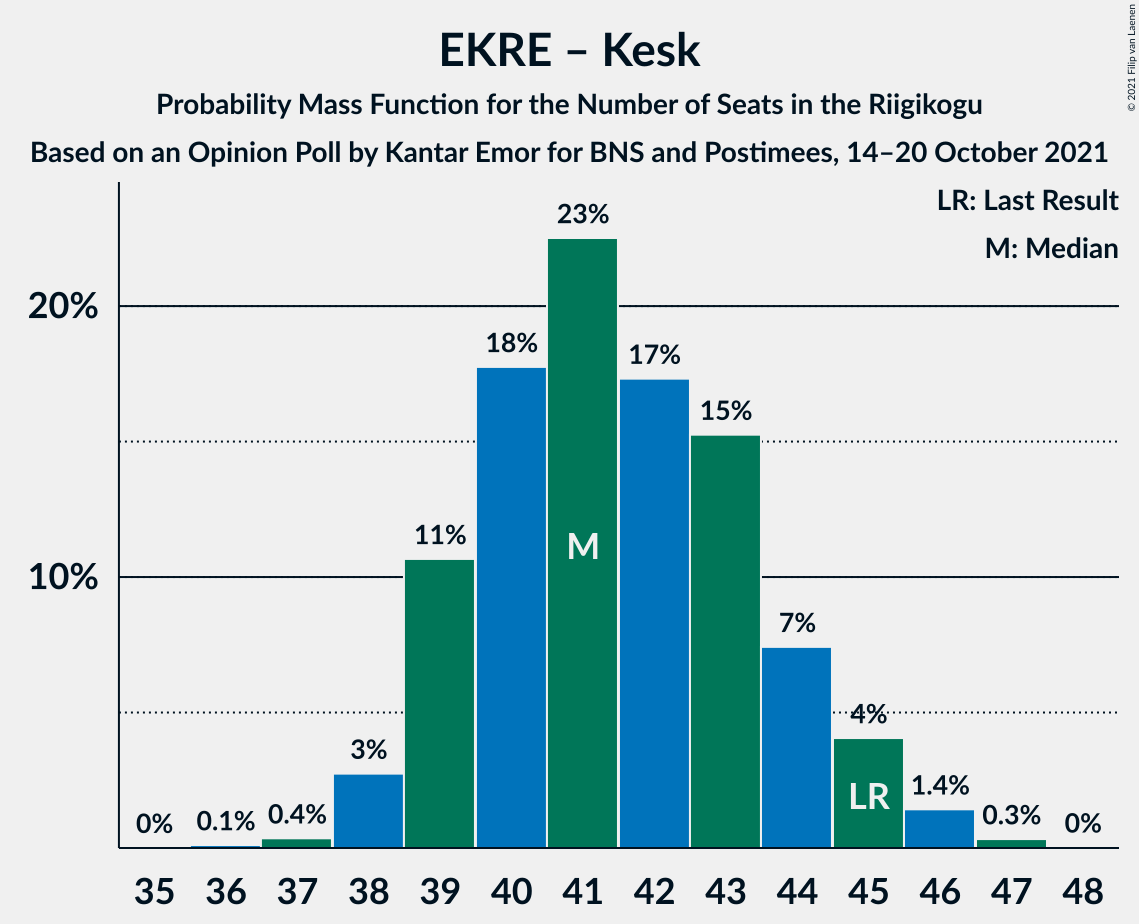 EKRE – Kesk
Probability Mass Function for the Number of Seats in the Riigikogu
Based on an Opinion Poll by Kantar Emor for BNS and Postimees, 14–20 October 2021
© 2021 Filip van Laenen
LR: Last Result
M: Median
20%
10%
0%
0.1%
0.4%
3%
11%
18%
23%
17%
15%
7%
4%
1.4%
0.3%
0%
M
LR
35 36 37 38 39 40 41 42 43 44 45 46 47 48